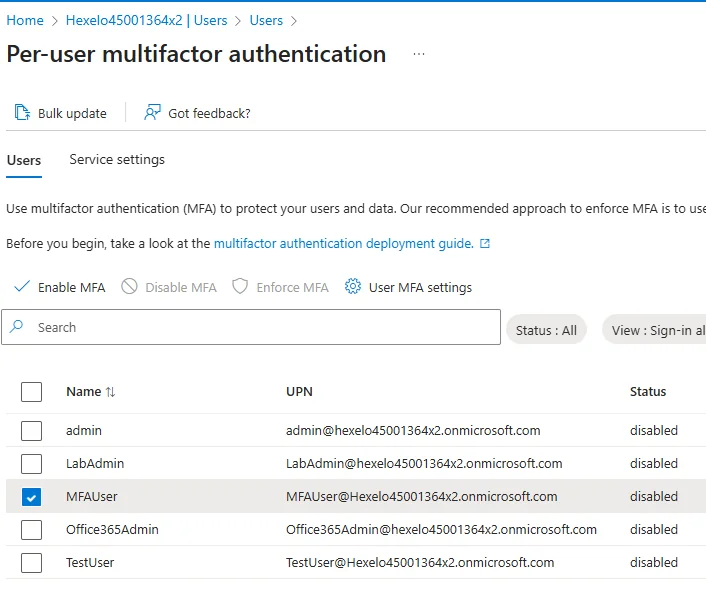 Home > Hexelo45001364x2 | Users > Users >
Per-user multifactor authentication ...
Bulk update Got feedback?
Users Service settings
Use multifactor authentication (MFA) to protect your users and data. Our recommended approach to enforce MFA is to use
Before you begin, take a look at the multifactor authentication deployment guide.
Enable MFA Disable MFA Enforce MFA User MFA settings
Search Status : All View : Sign-in al
Name UPN Status
admin admin@hexelo45001364x2.onmicrosoft.com disabled
LabAdmin LabAdmin@hexelo45001364x2.onmicrosoft.com disabled
MFAUser MFAUser@Hexelo45001364x2.onmicrosoft.com disabled
Office365Admin Office365Admin@hexelo45001364x2.onmicrosoft.com disabled
TestUser TestUser@Hexelo45001364x2.onmicrosoft.com disabled